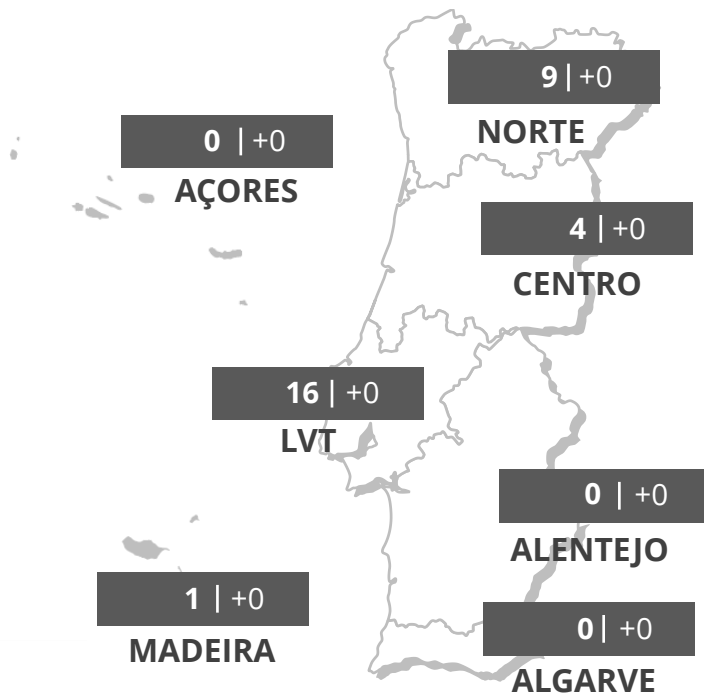 9 | +0
NORTE
0 | +0
AÇORES
4 | +0
CENTRO
16 | +0
LVT
0 | +0
ALENTEJO
1 | +0
MADEIRA
0 | +0
ALGARVE